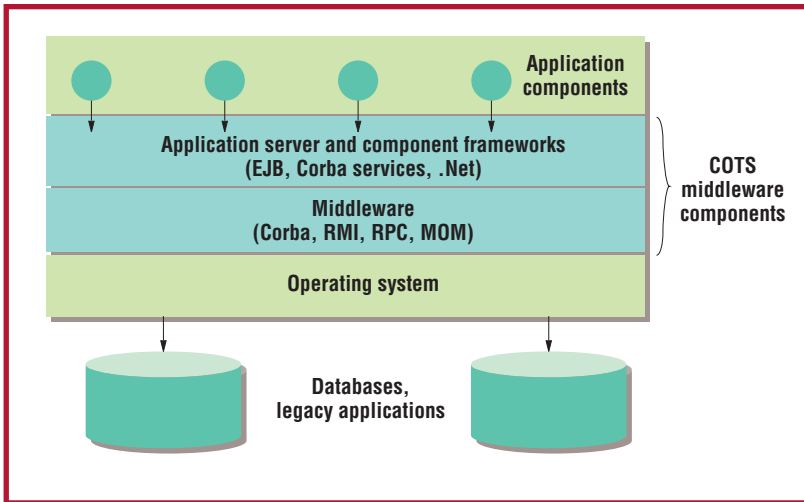 Application
components
Application server and component frameworks
(EJB, Corba services, .Net)
COTS
middleware
components
Middleware
(Corba, RMI, RPC, MOM)
Operating system
Databases,
legacy applications